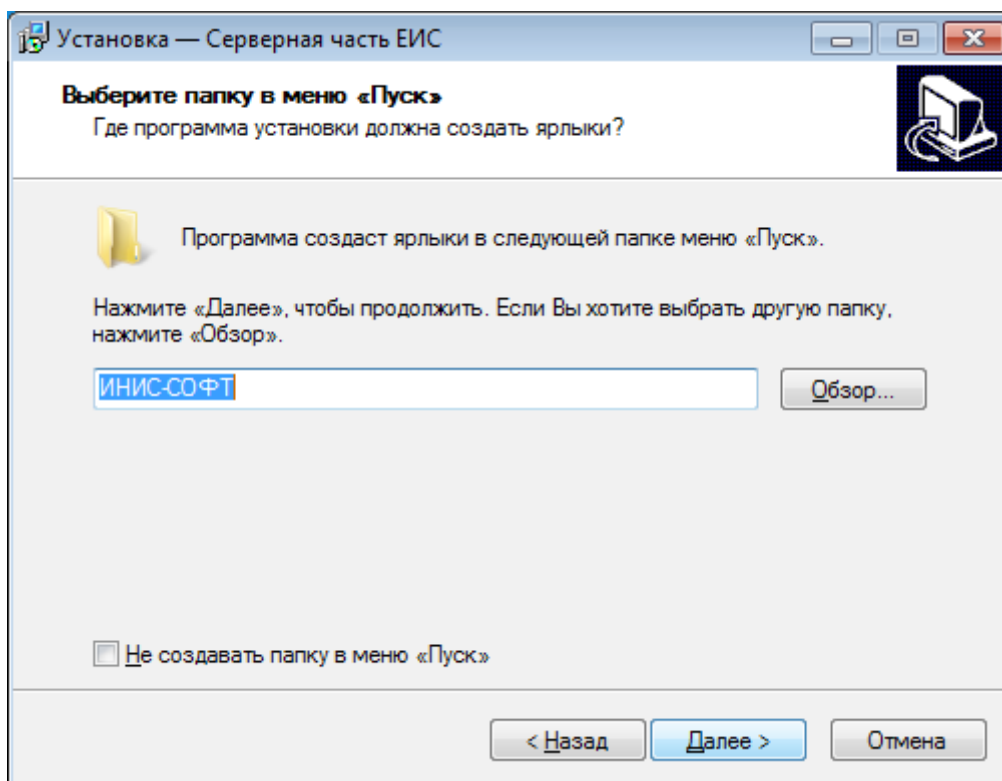 Установка — Серверная часть ЕИС
Выберите папку в меню «Пуск»
Где программа установки должна создать ярлыки?
Программа создаст ярлыки в следующей папке меню «Пуск».
Нажмите «Далее», чтобы продолжить. Если Вы хотите выбрать другую папку,
нажмите «Обзор».
ИНИС-СОФТ
Обзор...
Не создавать папку в меню «Пуск»
< Назад
Далее >
Отмена